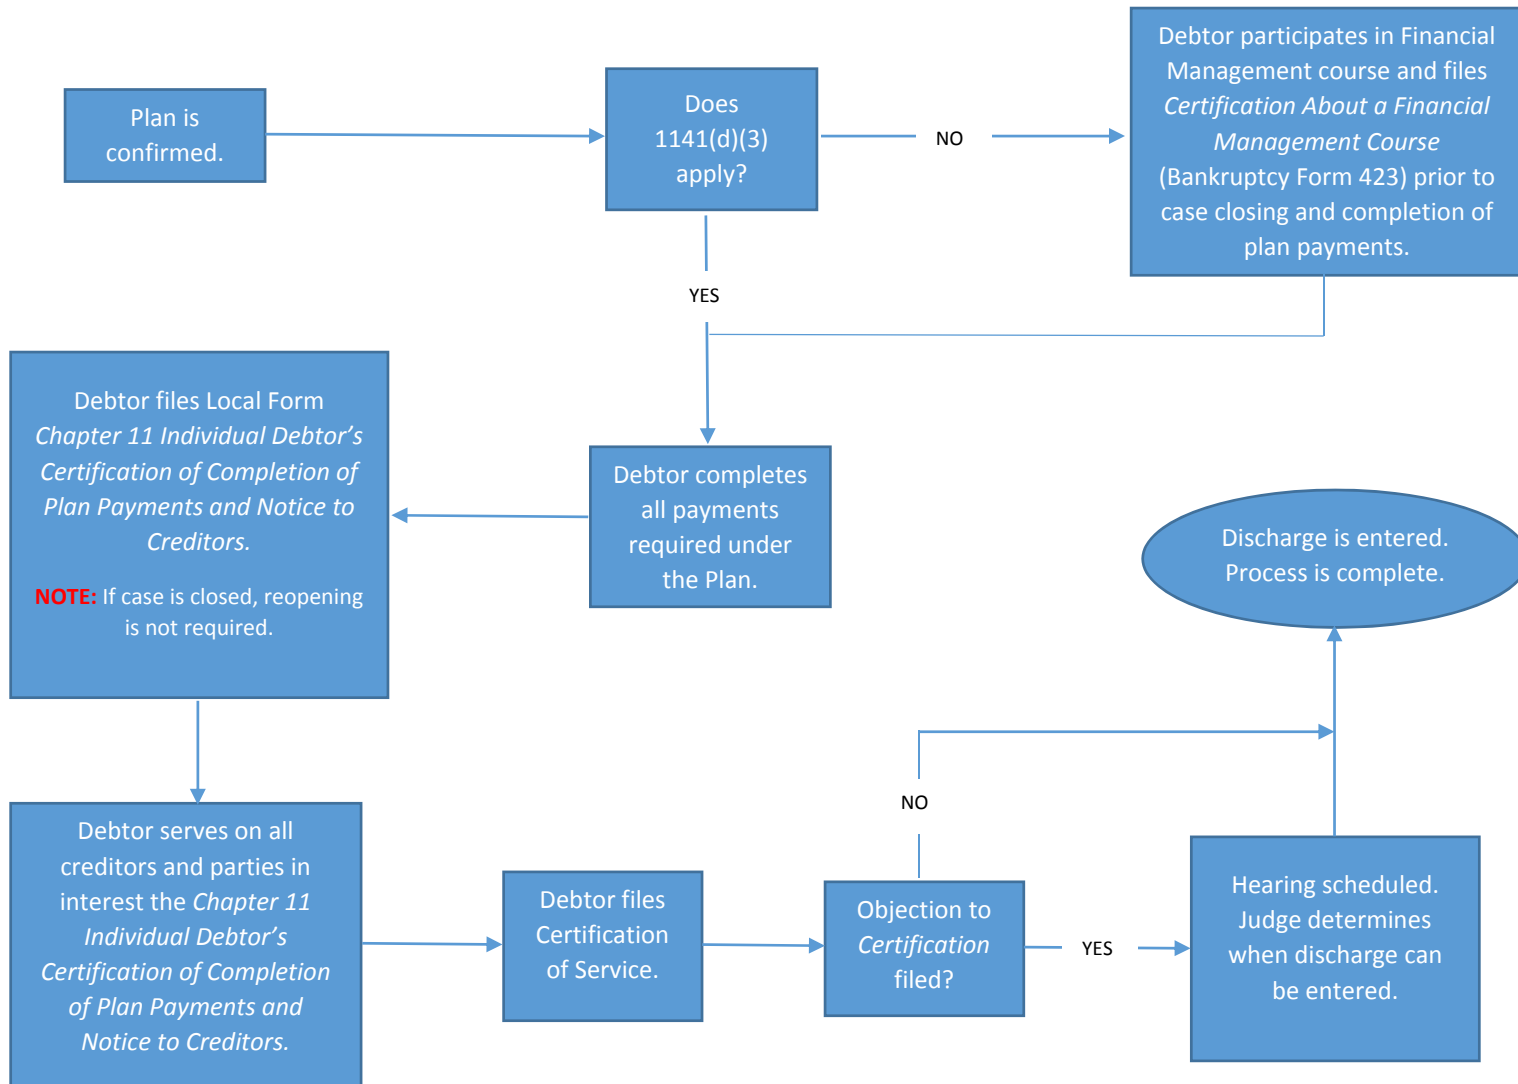 Plan is
confirmed.
Does
1141(d)(3)
apply?
NO
Debtor participates in Financial
Management course and files
Certification About a Financial
Management Course
(Bankruptcy Form 423) prior to
case closing and completion of
plan payments.
YES
Debtor completes
all payments
required under
the Plan.
Debtor files Local Form
Chapter 11 Individual Debtor’s
Certification of Completion of
Plan Payments and Notice to
Creditors.
NOTE: If case is closed, reopening
is not required.
Debtor serves on all
creditors and parties in
interest the Chapter 11
Individual Debtor’s
Certification of Completion
of Plan Payments and
Notice to Creditors.
Debtor files
Certification
of Service.
Objection to
Certification
filed?
NO
YES
Hearing scheduled.
Judge determines
when discharge can
be entered.
Discharge is entered.
Process is complete.